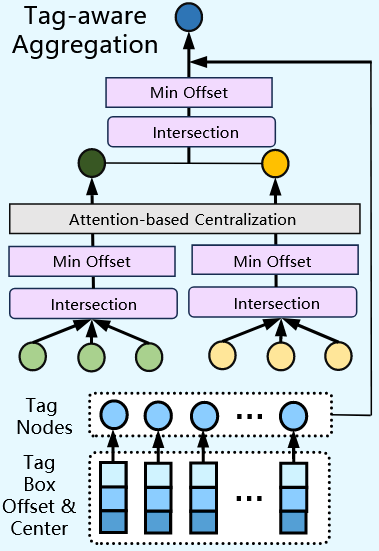 Tag-aware
Aggregation
Min Offset
Intersection
Attention-based Centralization
Min Offset
Min Offset
Intersection
Intersection
Tag
Nodes
...
Tag
Box
Offset &
Center
...